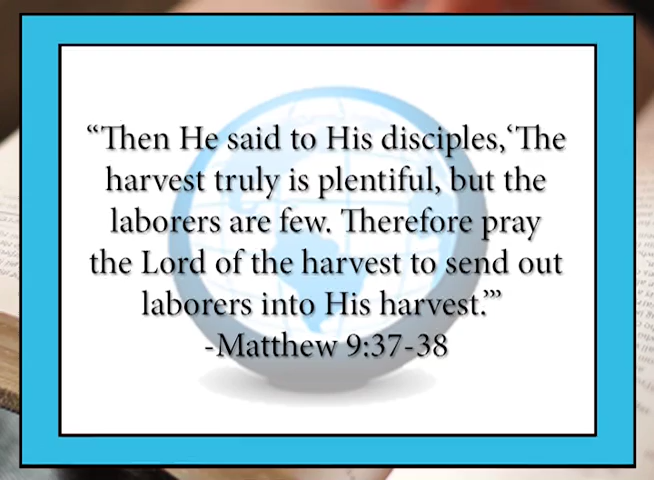 “Then He said to His disciples,‘The
harvest truly is plentiful, but the
laborers are few. Therefore pray
the Lord of the harvest to send out
laborers into His harvest.’”
-Matthew 9:37-38